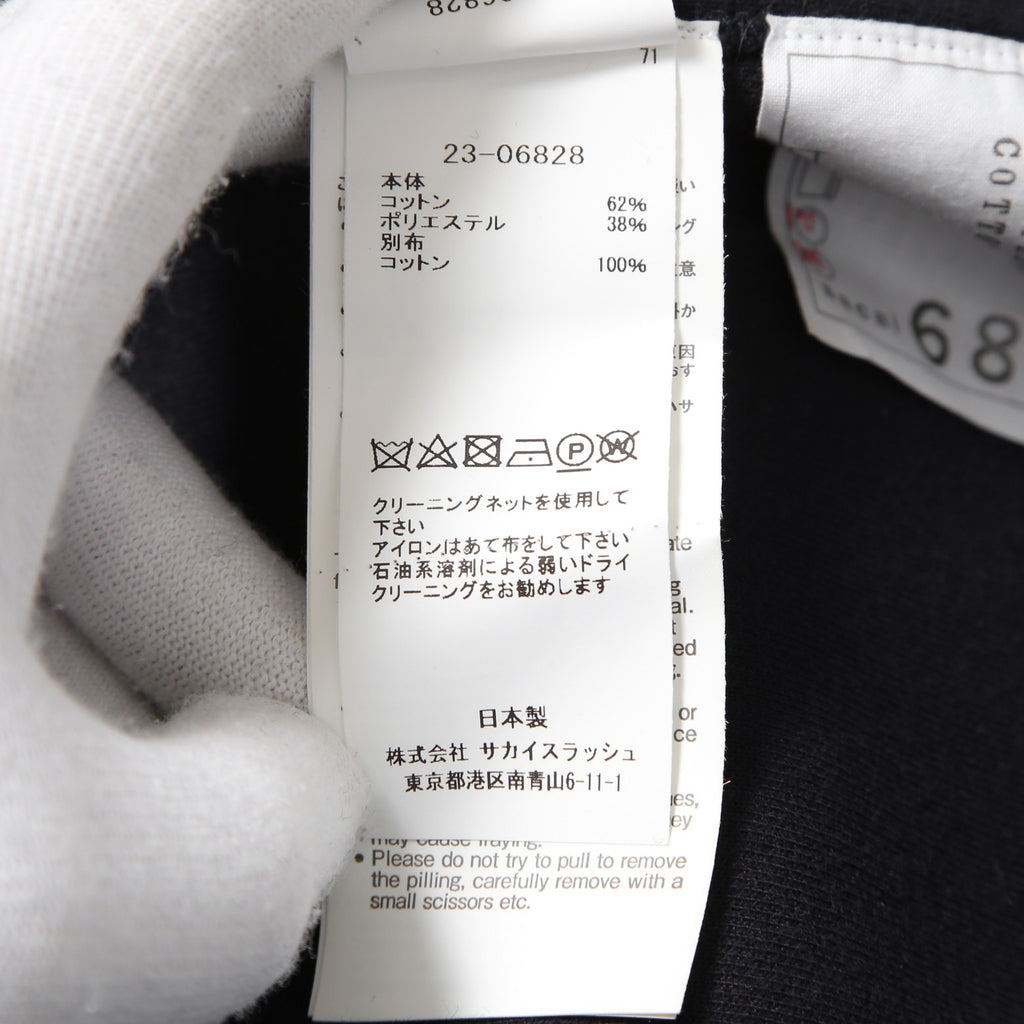 06828
71
23-06828
本体
コットン 62%
ポリエステル 38%
別布
コットン 100%
P W
クリーニングネットを使用して
下さい
アイロンはあて布をして下さい
石油系溶剤による弱いドライ
クリーニングをお勧めします
日本製
株式会社 サカイスラッシュ
東京都港区南青山6-11-1
may cause fraying.
• Please do not try to pull to remove
the pilling, carefully remove with a
small scissors etc.
or
68